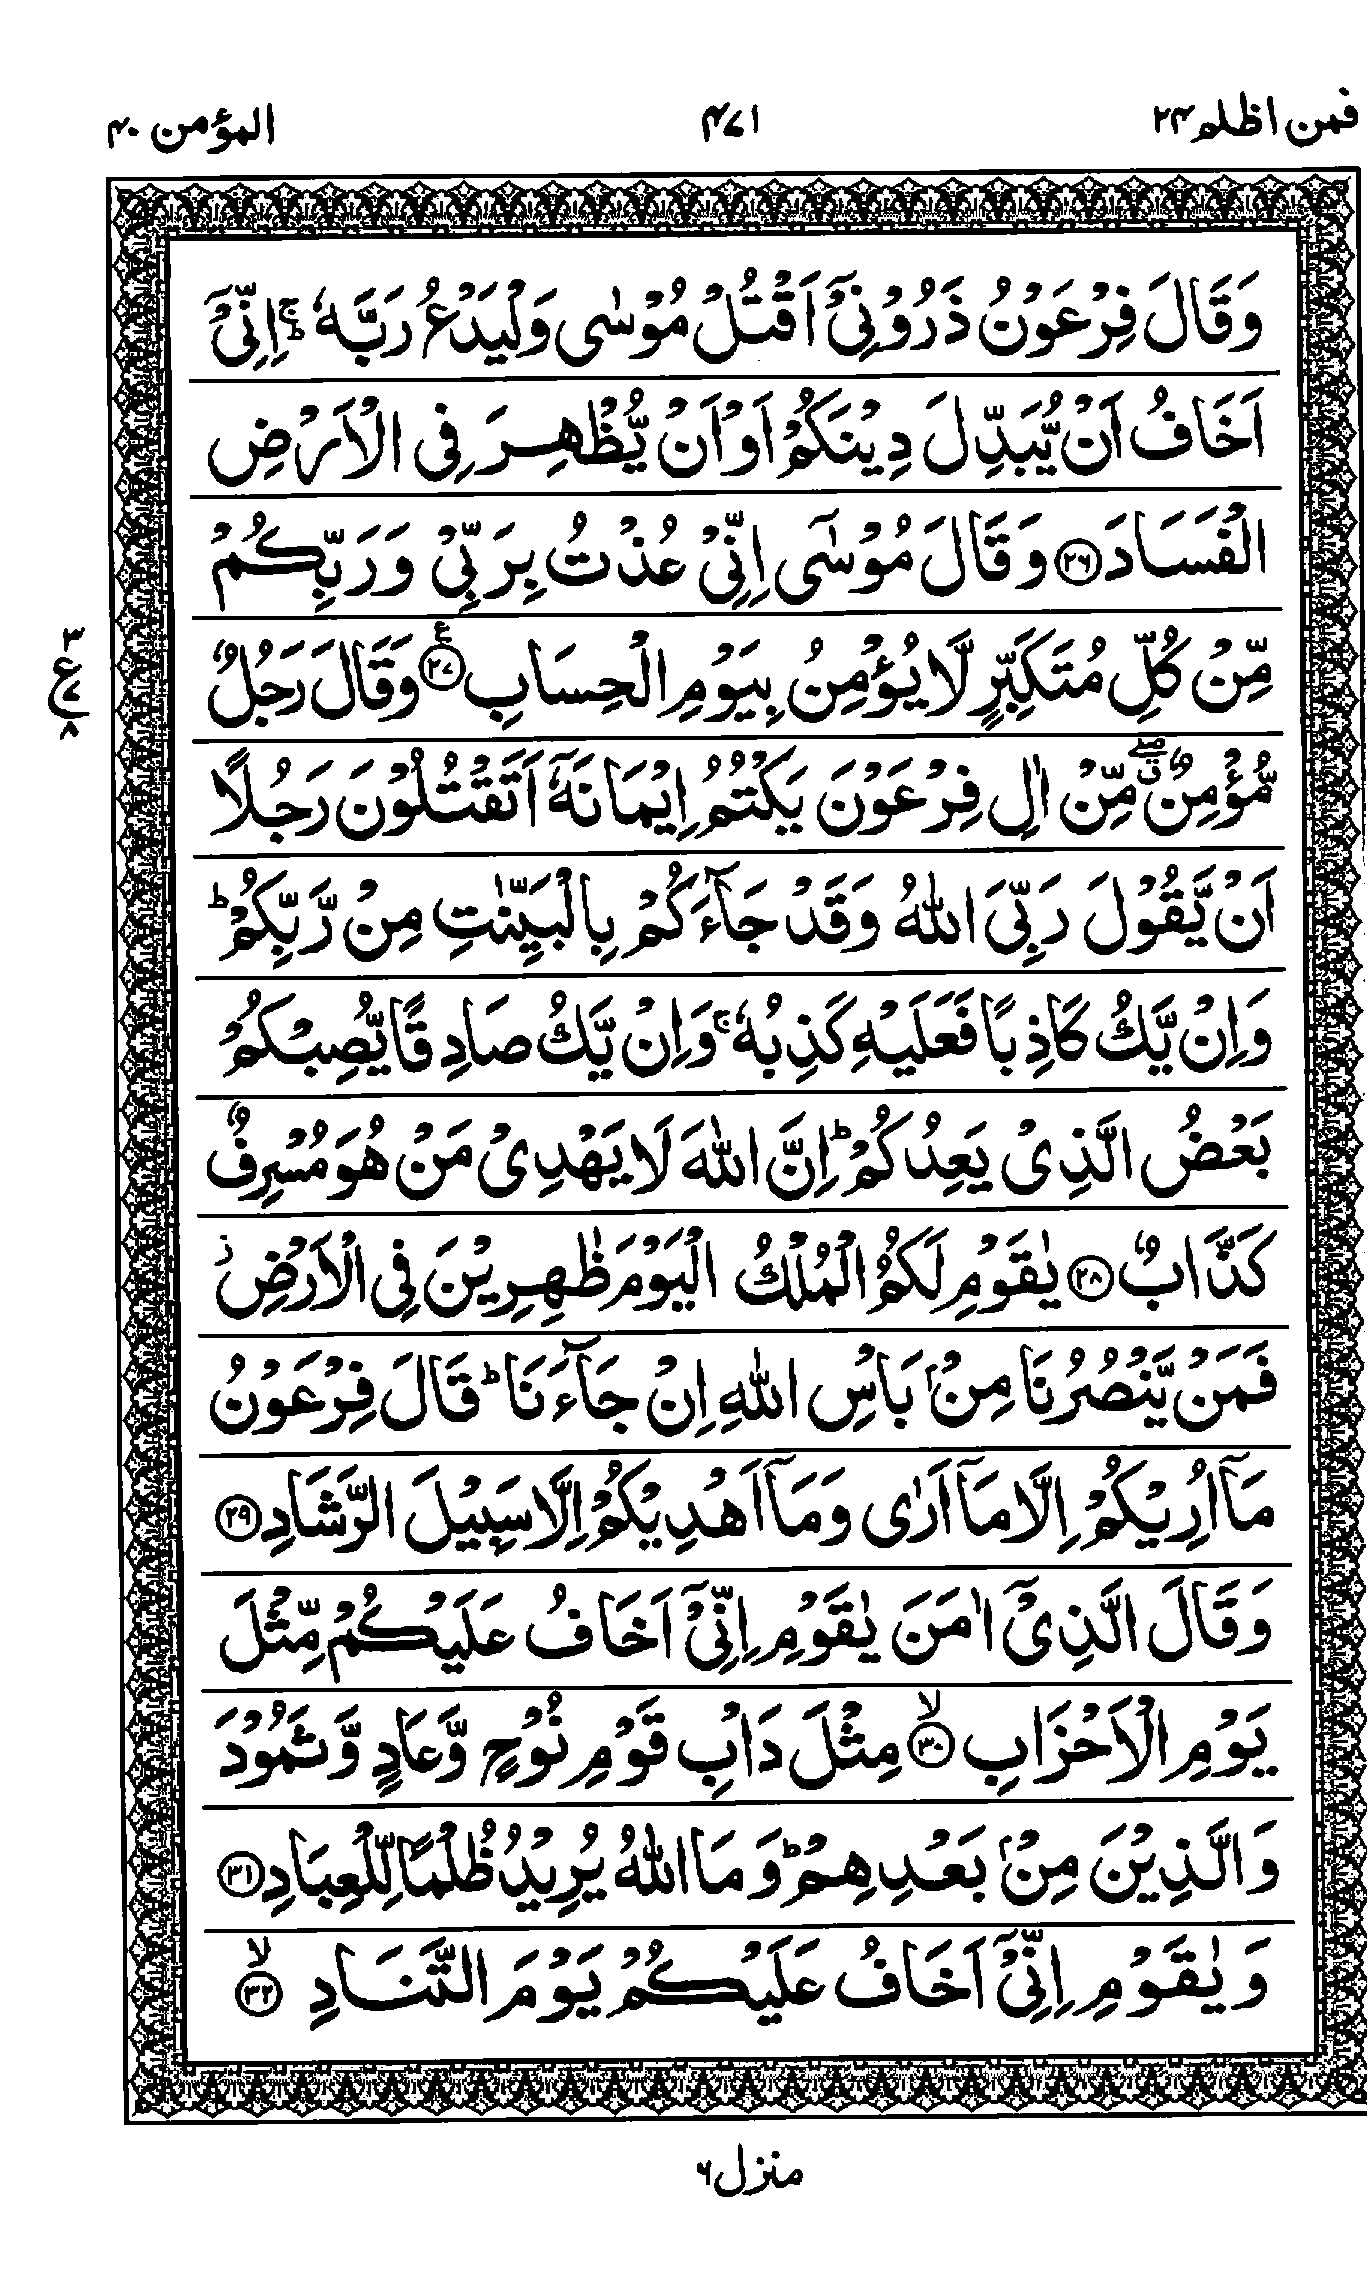 فمن اظلم ۲۴
۴۷۱
المؤمن ۴۰
وَقَالَ فِرْعَوْنُ ذَرُوْنِیْۤ اَقْتُلْ مُوْسٰی وَلْیَدْعُ رَبَّهٗ ۚؕ اِنِّیْۤ
اَخَافُ اَنْ یُّبَدِّلَ دِیْنَكُمْ اَوْ اَنْ یُّظْهِرَ فِی الْاَرْضِ
الْفَسَادَ ﴿۲۶﴾ وَقَالَ مُوْسٰۤی اِنِّیْ عُذْتُ بِرَبِّیْ وَرَبِّكُمْ
مِّنْ كُلِّ مُتَكَبِّرٍ لَّا یُؤْمِنُ بِیَوْمِ الْحِسَابِ ﴿۲۷﴾ ع وَقَالَ رَجُلٌ
۳
ع
۷
۸
مُّؤْمِنٌ ۖۗ مِّنْ اٰلِ فِرْعَوْنَ یَكْتُمُ اِیْمَانَهٗۤ اَتَقْتُلُوْنَ رَجُلًا
اَنْ یَّقُوْلَ رَبِّیَ اللّٰهُ وَقَدْ جَآءَكُمْ بِالْبَیِّنٰتِ مِنْ رَّبِّكُمْ ؕ
وَاِنْ یَّكُ كَاذِبًا فَعَلَیْهِ كَذِبُهٗ ۚ وَاِنْ یَّكُ صَادِقًا یُّصِبْكُمْ
بَعْضُ الَّذِیْ یَعِدُكُمْ ؕ اِنَّ اللّٰهَ لَا یَهْدِیْ مَنْ هُوَ مُسْرِفٌ
كَذَّابٌ ﴿۲۸﴾ یٰقَوْمِ لَكُمُ الْمُلْكُ الْیَوْمَ ظٰهِرِیْنَ فِی الْاَرْضِ ز
فَمَنْ یَّنْصُرُنَا مِنْۢ بَاْسِ اللّٰهِ اِنْ جَآءَنَا ؕ قَالَ فِرْعَوْنُ
مَاۤ اُرِیْكُمْ اِلَّا مَاۤ اَرٰی وَمَاۤ اَهْدِیْكُمْ اِلَّا سَبِیْلَ الرَّشَادِ ﴿۲۹﴾
وَقَالَ الَّذِیْۤ اٰمَنَ یٰقَوْمِ اِنِّیْۤ اَخَافُ عَلَیْكُمْ مِّثْلَ
یَوْمِ الْاَحْزَابِ ﴿۳۰﴾ لا مِثْلَ دَاْبِ قَوْمِ نُوْحٍ وَّعَادٍ وَّثَمُوْدَ
وَالَّذِیْنَ مِنْۢ بَعْدِهِمْ ؕ وَمَا اللّٰهُ یُرِیْدُ ظُلْمًا لِّلْعِبَادِ ﴿۳۱﴾
وَیٰقَوْمِ اِنِّیْۤ اَخَافُ عَلَیْكُمْ یَوْمَ التَّنَادِ ﴿۳۲﴾ لا
منزل ۶